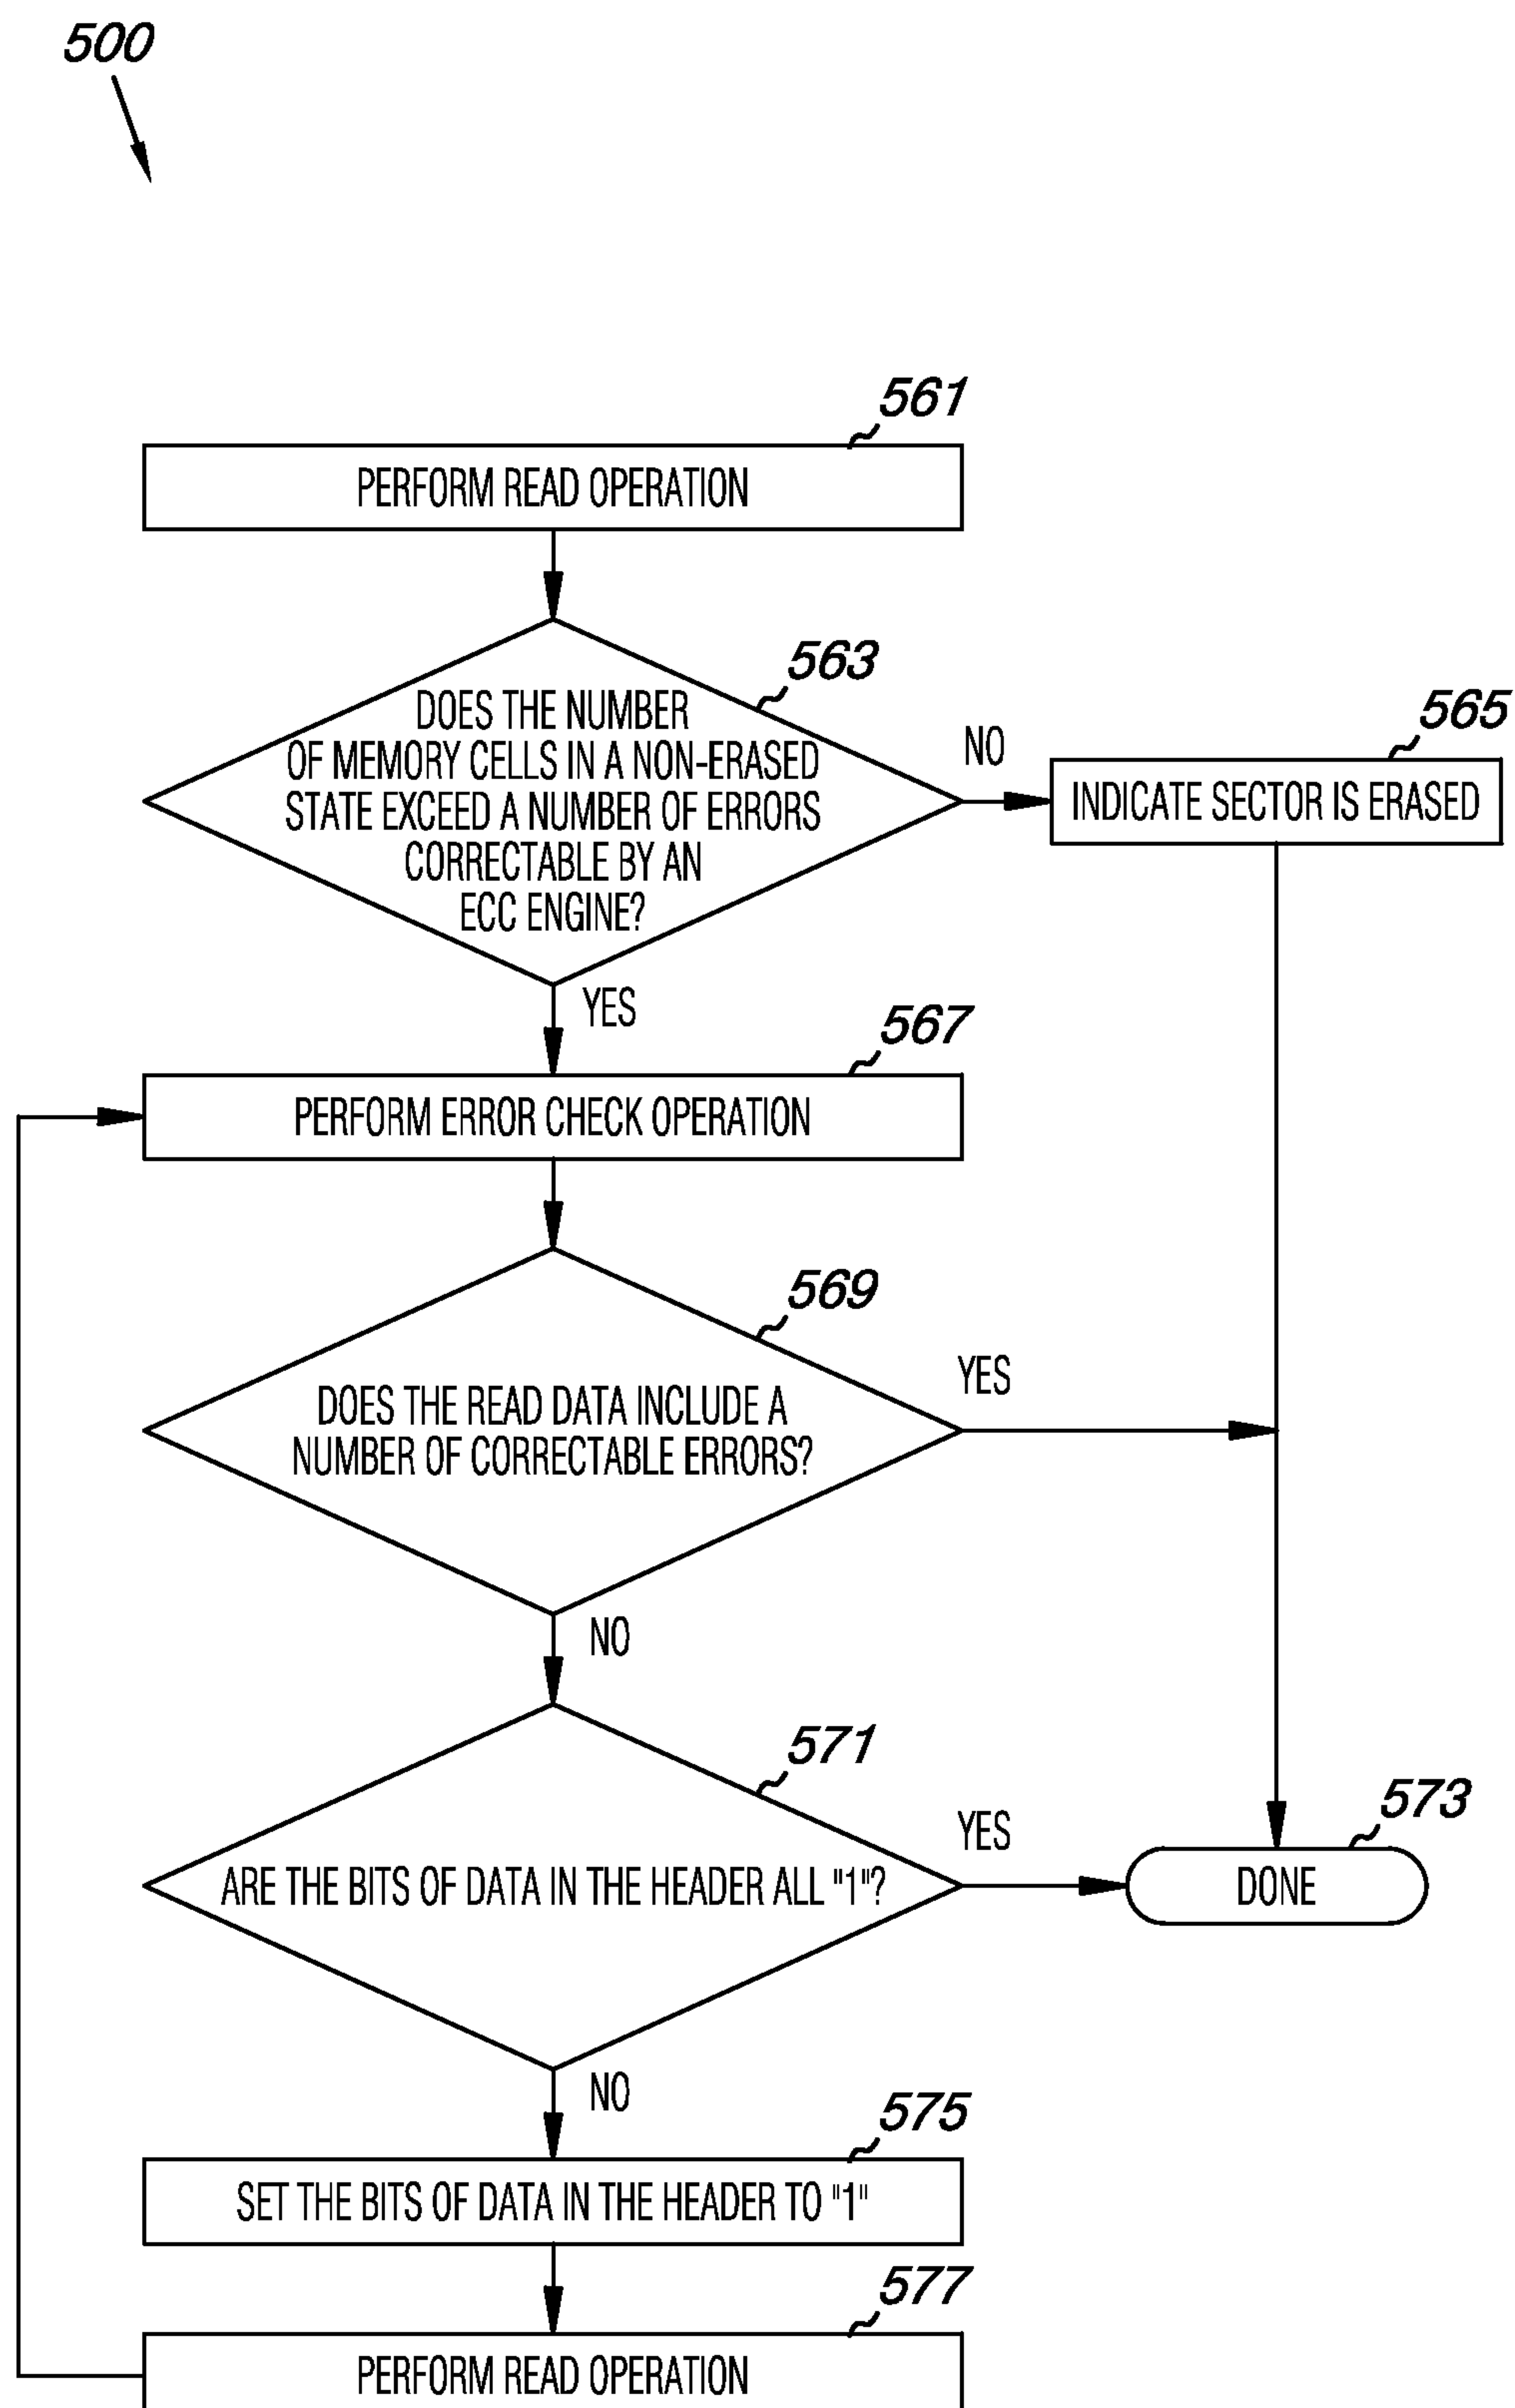 500
561
PERFORM READ OPERATION
563
DOES THE NUMBER
OF MEMORY CELLS IN A NON-ERASED
STATE EXCEED A NUMBER OF ERRORS
CORRECTABLE BY AN
ECC ENGINE?
NO
565
INDICATE SECTOR IS ERASED
YES
567
PERFORM ERROR CHECK OPERATION
569
DOES THE READ DATA INCLUDE A
NUMBER OF CORRECTABLE ERRORS?
YES
NO
571
ARE THE BITS OF DATA IN THE HEADER ALL "1"?
YES
573
DONE
NO
575
SET THE BITS OF DATA IN THE HEADER TO "1"
577
PERFORM READ OPERATION